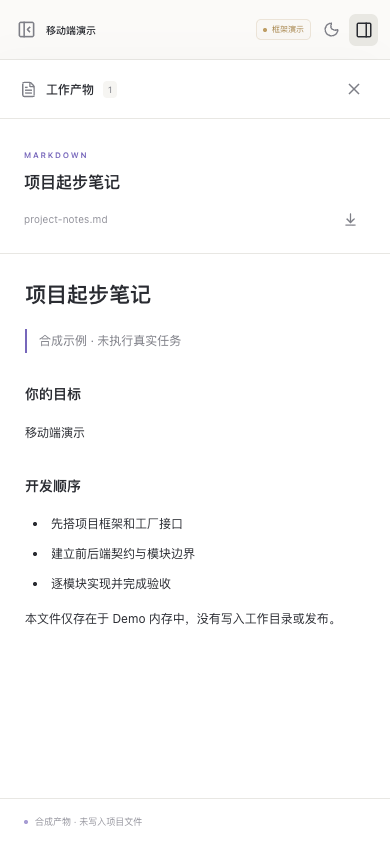 移动端演示
框架演示
工作产物 1
MARKDOWN
项目起步笔记
project-notes.md
项目起步笔记
合成示例 · 未执行真实任务
你的目标
移动端演示
开发顺序
• 先搭项目框架和工厂接口
• 建立前后端契约与模块边界
• 逐模块实现并完成验收
本文件仅存在于 Demo 内存中，没有写入工作目录或发布。
合成产物 · 未写入项目文件